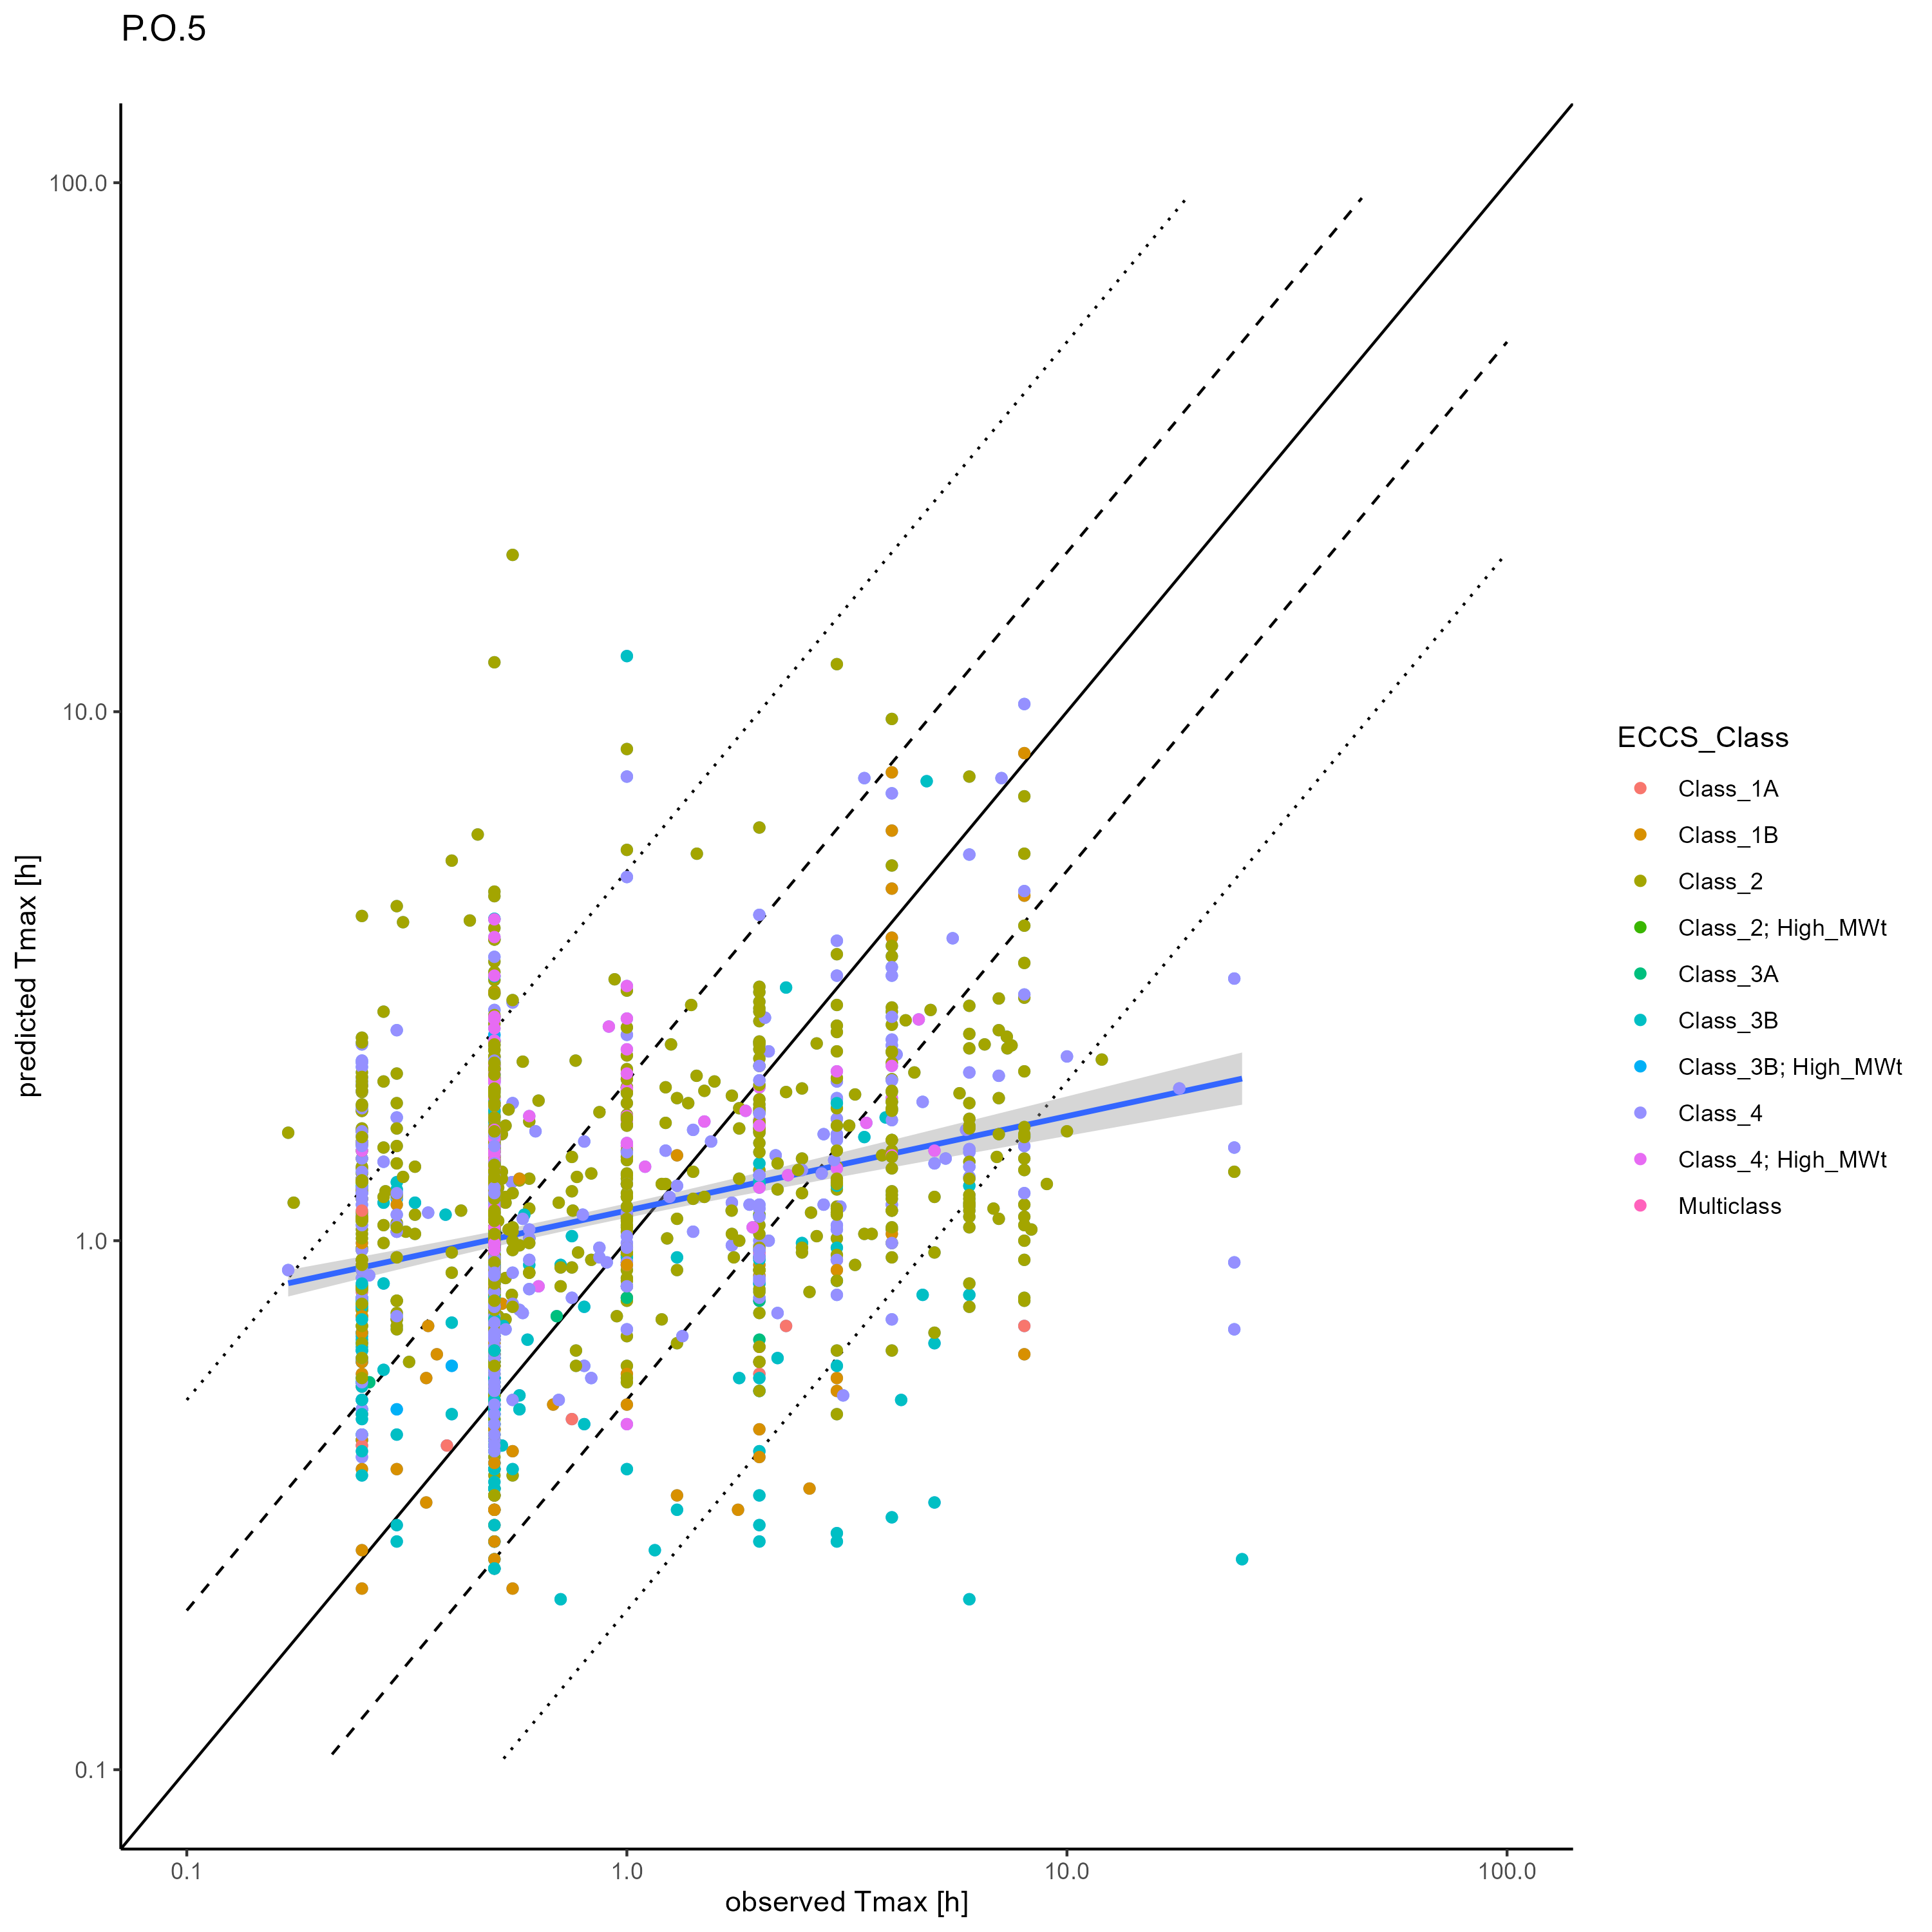 P.O.5
predicted Tmax [h]
100.0
10.0
1.0
0.1
0.1
1.0
10.0
100.0
observed Tmax [h]
ECCS_Class
Class_1A
Class_1B
Class_2
Class_2; High_MWt
Class_3A
Class_3B
Class_3B; High_MWt
Class_4
Class_4; High_MWt
Multiclass